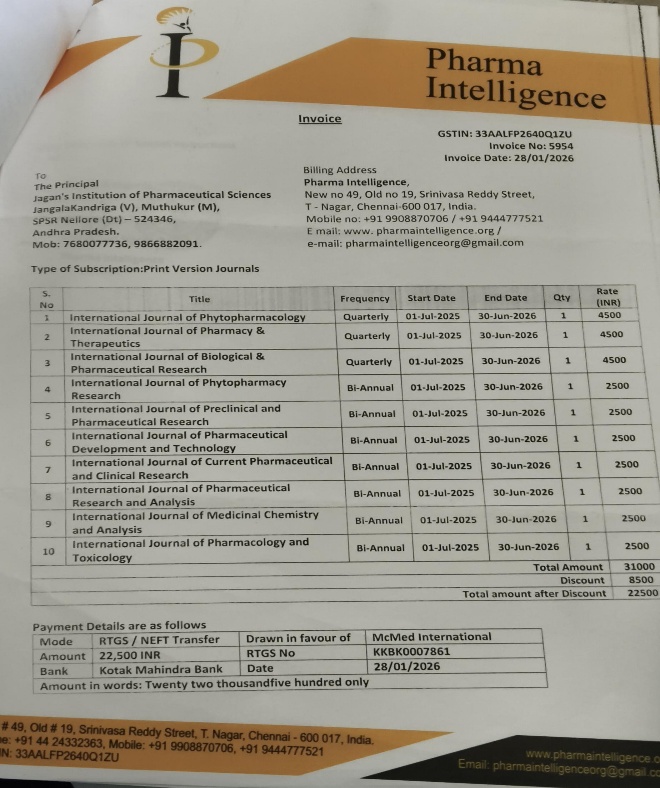 Pharma
Intelligence
Invoice
GSTIN: 33AALFP2640Q1ZU
Invoice No: 5954
Invoice Date: 28/01/2026
To
The Principal
Jagan's Institution of Pharmaceutical Sciences
JangalaKandriga (V), Muthukur (M),
SPSR Nellore (Dt) – 524346,
Andhra Pradesh.
Mob: 7680077736, 9866882091.
Billing Address
Pharma Intelligence,
New no 49, Old no 19, Srinivasa Reddy Street,
T - Nagar, Chennai-600 017, India.
Mobile no: +91 9908870706 / +91 9444777521
E mail: www. pharmaintelligence.org /
e-mail: pharmaintelligenceorg@gmail.com
Type of Subscription:Print Version Journals
S. No Title Frequency Start Date End Date Qty Rate (INR)
1 International Journal of Phytopharmacology Quarterly 01-Jul-2025 30-Jun-2026 1 4500
2 International Journal of Pharmacy & Therapeutics Quarterly 01-Jul-2025 30-Jun-2026 1 4500
3 International Journal of Biological & Pharmaceutical Research Quarterly 01-Jul-2025 30-Jun-2026 1 4500
4 International Journal of Phytopharmacy Research Bi-Annual 01-Jul-2025 30-Jun-2026 1 2500
5 International Journal of Preclinical and Pharmaceutical Research Bi-Annual 01-Jul-2025 30-Jun-2026 1 2500
6 International Journal of Pharmaceutical Development and Technology Bi-Annual 01-Jul-2025 30-Jun-2026 1 2500
7 International Journal of Current Pharmaceutical and Clinical Research Bi-Annual 01-Jul-2025 30-Jun-2026 1 2500
8 International Journal of Pharmaceutical Research and Analysis Bi-Annual 01-Jul-2025 30-Jun-2026 1 2500
9 International Journal of Medicinal Chemistry and Analysis Bi-Annual 01-Jul-2025 30-Jun-2026 1 2500
10 International Journal of Pharmacology and Toxicology Bi-Annual 01-Jul-2025 30-Jun-2026 1 2500
Total Amount 31000
Discount 8500
Total amount after Discount 22500
Payment Details are as follows
Mode RTGS / NEFT Transfer Drawn in favour of McMed International
Amount 22,500 INR RTGS No KKBK0007861
Bank Kotak Mahindra Bank Date 28/01/2026
Amount in words: Twenty two thousandfive hundred only
# 49, Old # 19, Srinivasa Reddy Street, T. Nagar, Chennai - 600 017, India.
e: +91 44 24332363, Mobile: +91 9908870706, +91 9444777521
IN: 33AALFP2640Q1ZU
www.pharmaintelligence.o
Email: pharmaintelligenceorg@gmail.co